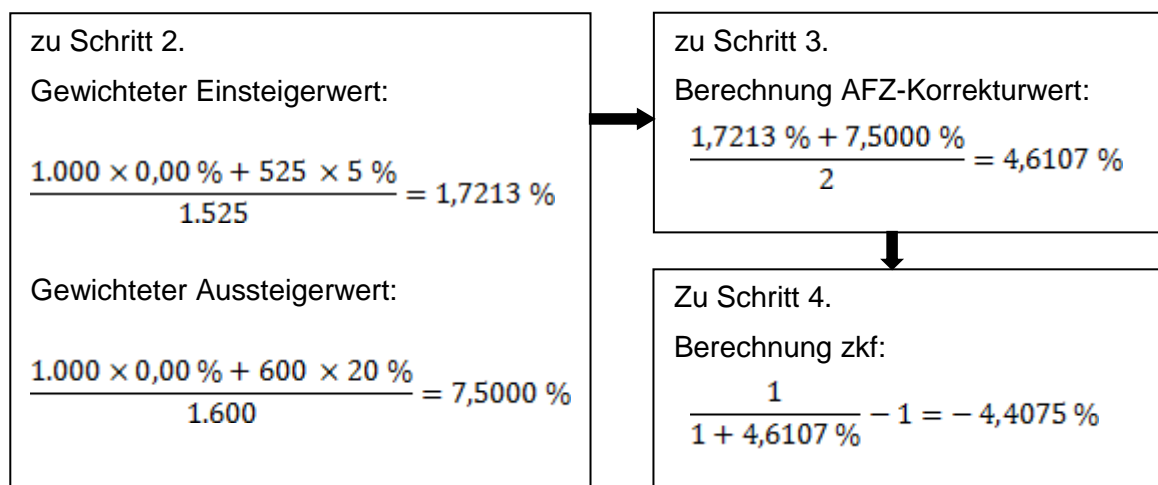 zu Schritt 2.
Gewichteter Einsteigerwert:
1.000 × 0,00 % + 525 × 5 %
1.525
= 1,7213 %
Gewichteter Aussteigerwert:
1.000 × 0,00 % + 600 × 20 %
1.600
= 7,5000 %
zu Schritt 3.
Berechnung AFZ-Korrekturwert:
1,7213 % + 7,5000 %
2
= 4,6107 %
Zu Schritt 4.
Berechnung zkf:
1
1 + 4,6107 %
− 1 = − 4,4075 %